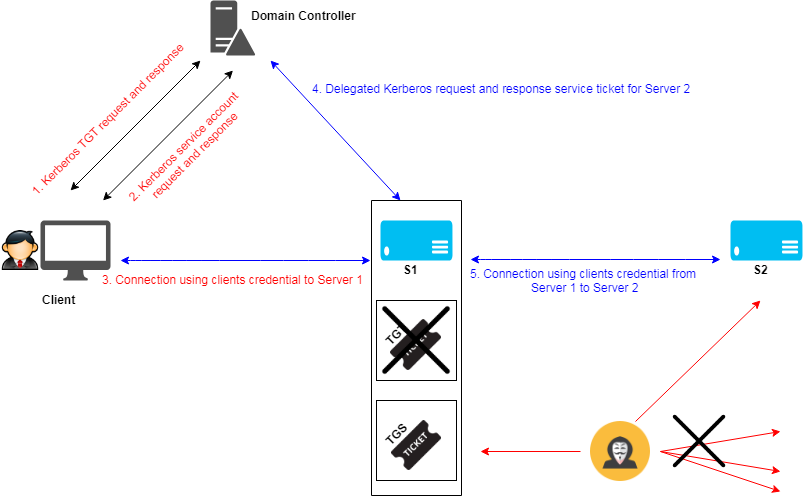 Domain Controller
1. Kerberos TGT request and response
2. Kerberos service account
request and response
4. Delegated Kerberos request and response service ticket for Server 2
Client
3. Connection using clients credential to Server 1
S1
5. Connection using clients credential from
Server 1 to Server 2
S2
TGT
TICKET
TGS
TICKET